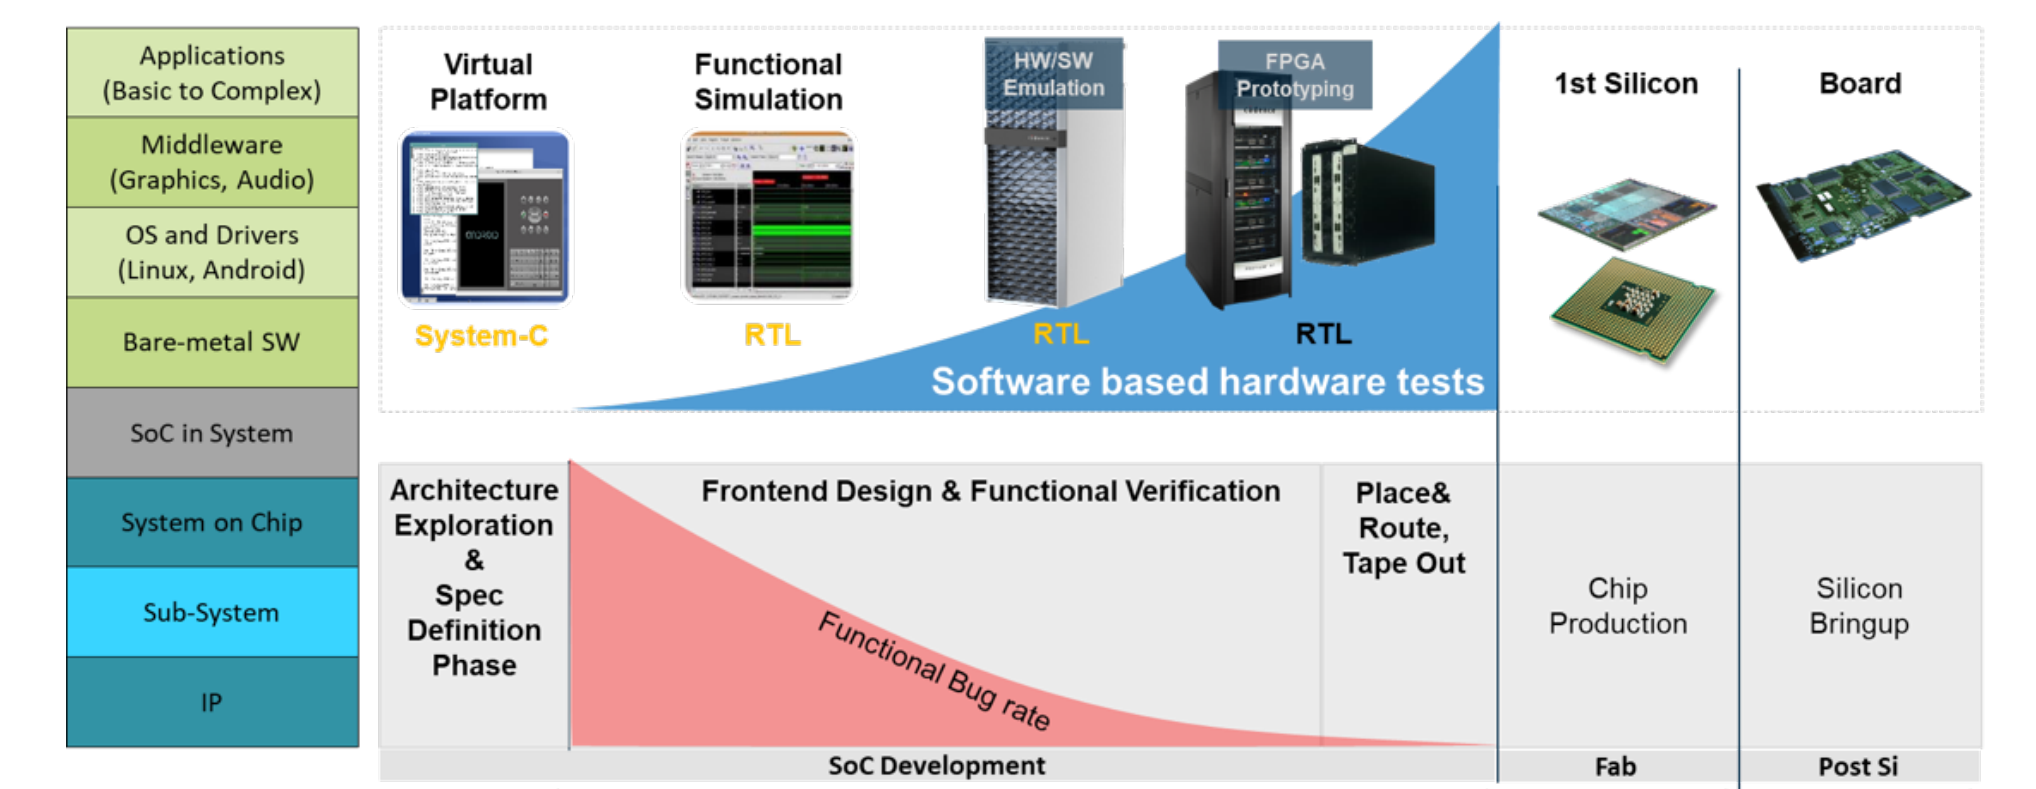 Applications
(Basic to Complex)
Middleware
(Graphics, Audio)
OS and Drivers
(Linux, Android)
Bare-metal SW
SoC in System
System on Chip
Sub-System
IP
Virtual
Platform
System-C
Functional
Simulation
RTL
HW/SW
Emulation
RTL
FPGA
Prototyping
RTL
Software based hardware tests
1st Silicon
Board
Architecture
Exploration
&
Spec
Definition
Phase
Frontend Design & Functional Verification
Functional Bug rate
Place&
Route,
Tape Out
Chip
Production
Silicon
Bringup
SoC Development
Fab
Post Si